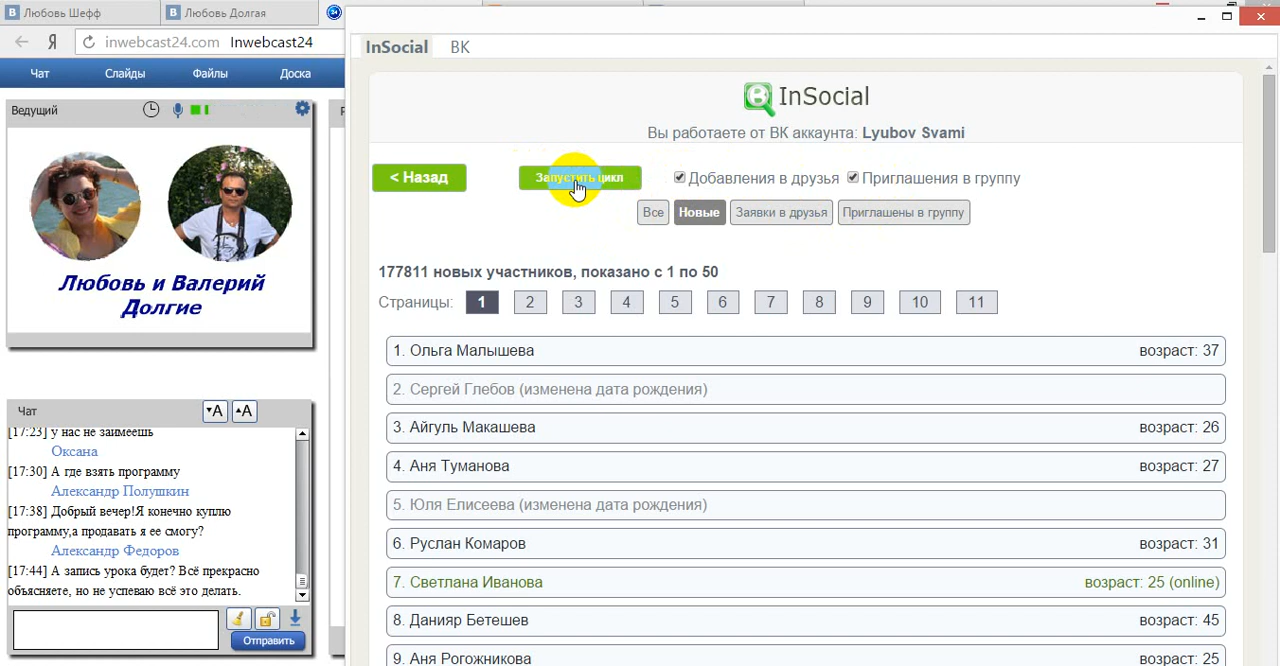 Любовь Шефф
Любовь Долгая
inwebcast24.com Inwebcast24
Чат Слайды Файлы Доска
Ведущий
Любовь и Валерий
Долгие
Чат
▾A ▴A
[17:23] у нас не займеешь
Оксана
[17:30] А где взять программу
Александр Полушкин
[17:38] Добрый вечер!Я конечно куплю
программу,а продавать я ее смогу?
Александр Федоров
[17:44] А запись урока будет? Всё прекрасно
объясняете, но не успеваю всё это делать.
Отправить
InSocial ВК
InSocial
Вы работаете от ВК аккаунта: Lyubov Svami
< Назад Запустить цикл Добавления в друзья Приглашения в группу
Все Новые Заявки в друзья Приглашены в группу
177811 новых участников, показано с 1 по 50
Страницы: 1 2 3 4 5 6 7 8 9 10 11
1. Ольга Малышева возраст: 37
2. Сергей Глебов (изменена дата рождения)
3. Айгуль Макашева возраст: 26
4. Аня Туманова возраст: 27
5. Юля Елисеева (изменена дата рождения)
6. Руслан Комаров возраст: 31
7. Светлана Иванова возраст: 25 (online)
8. Данияр Бетешев возраст: 45
9. Аня Рогожникова возраст: 25